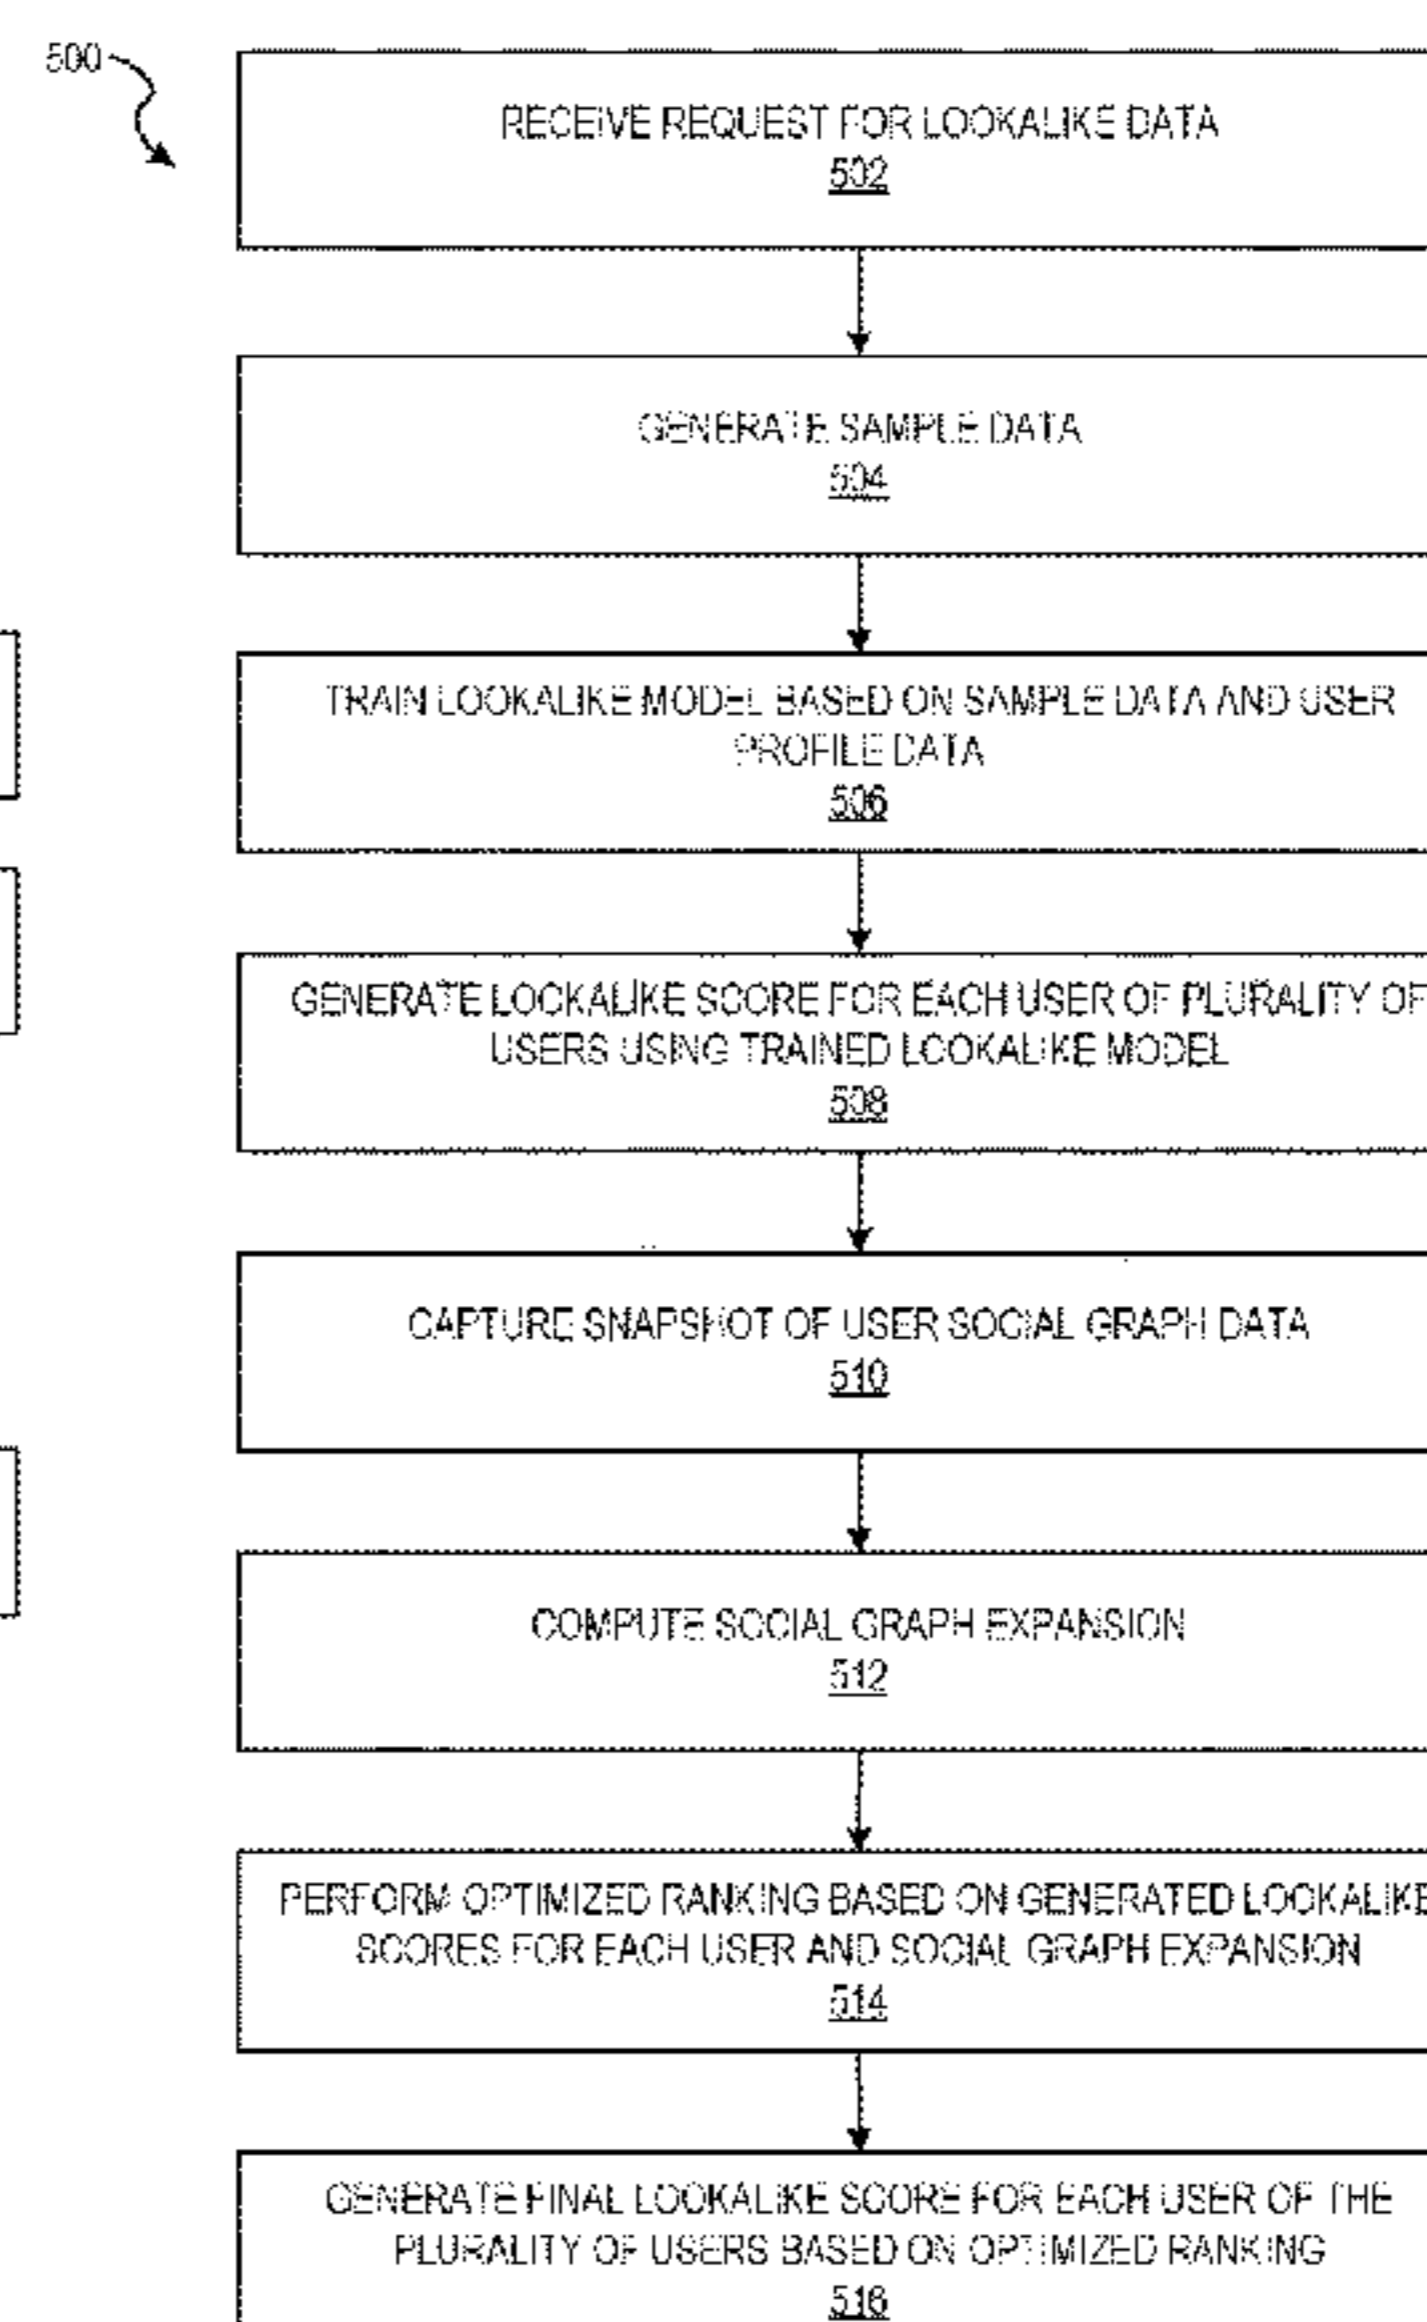 500
RECEIVE REQUEST FOR LOOKALIKE DATA
502
GENERATE SAMPLE DATA
504
TRAIN LOOKALIKE MODEL BASED ON SAMPLE DATA AND USER
PROFILE DATA
506
GENERATE LOOKALIKE SCORE FOR EACH USER OF PLURALITY OF
USERS USING TRAINED LOOKALIKE MODEL
508
CAPTURE SNAPSHOT OF USER SOCIAL GRAPH DATA
510
COMPUTE SOCIAL GRAPH EXPANSION
512
PERFORM OPTIMIZED RANKING BASED ON GENERATED LOOKALIKE
SCORES FOR EACH USER AND SOCIAL GRAPH EXPANSION
514
GENERATE FINAL LOOKALIKE SCORE FOR EACH USER OF THE
PLURALITY OF USERS BASED ON OPTIMIZED RANKING
516